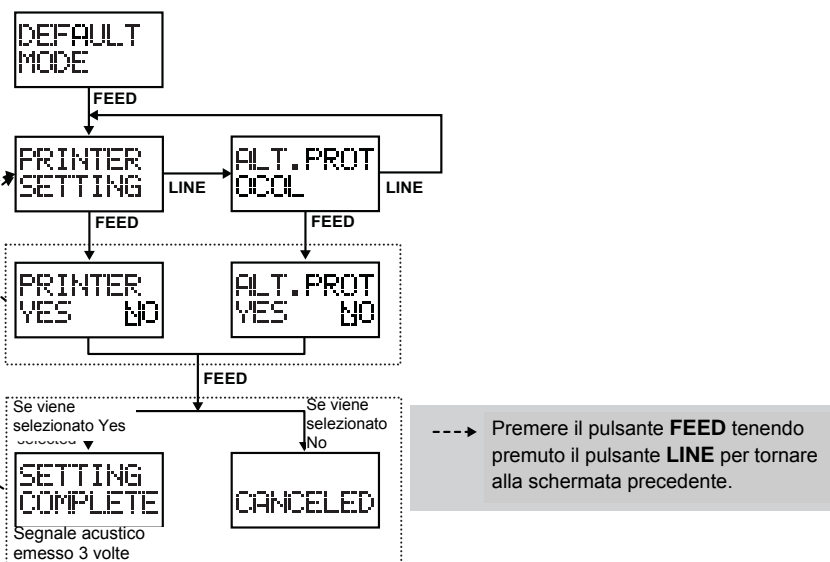 DEFAULT
MODE
FEED
PRINTER
SETTING
LINE
ALT.PROT
OCOL
LINE
FEED
FEED
PRINTER
YES NO
ALT.PROT
YES NO
FEED
Se viene
selezionato Yes
Se viene
selezionato
No
SETTING
COMPLETE
CANCELED
Segnale acustico
emesso 3 volte
Premere il pulsante FEED tenendo
premuto il pulsante LINE per tornare
alla schermata precedente.